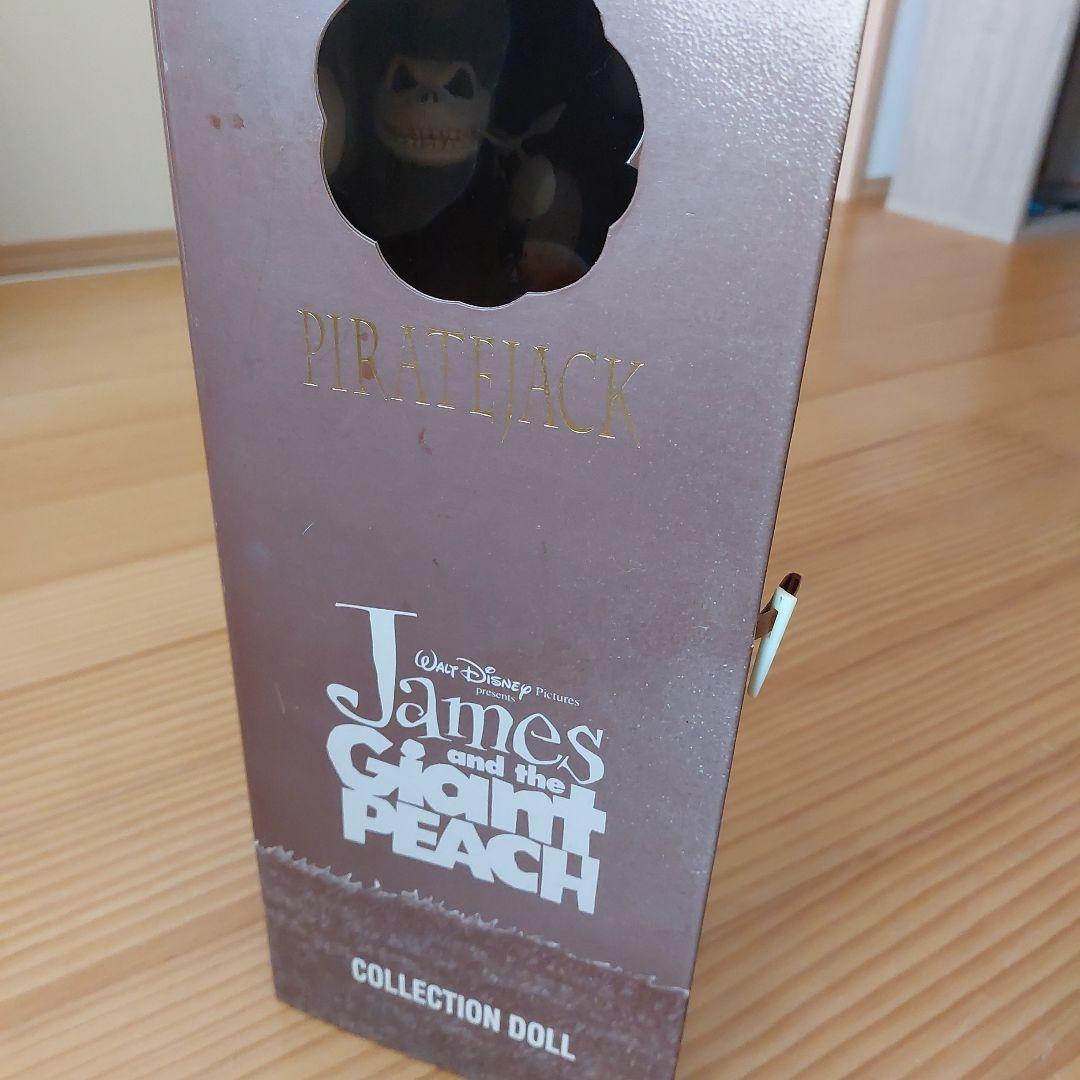 PIRATEJACK
WALT DISNEY Pictures
presents
James
and the
Giant
PEACH
COLLECTION DOLL